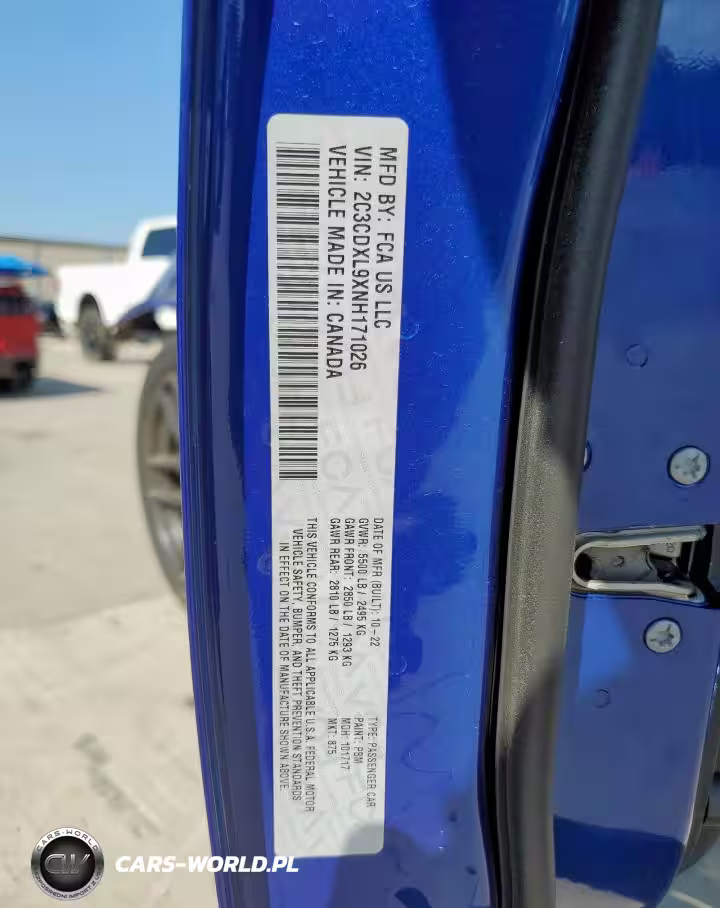 MFD BY: FCA US LLC
VIN: 2C3CDXL9XNH171026
VEHICLE MADE IN: CANADA
DATE OF MFR (BUILT): 10-22
GVWR: 5500 LB / 2495 KG
GAWR FRONT: 2850 LB / 1293 KG
GAWR REAR: 2810 LB / 1275 KG
TYPE: PASSENGER CAR
PAINT: PBM
MDH: 101717
MKT: 875
THIS VEHICLE CONFORMS TO ALL APPLICABLE U.S.A. FEDERAL MOTOR
VEHICLE SAFETY, BUMPER, AND THEFT PREVENTION STANDARDS
IN EFFECT ON THE DATE OF MANUFACTURE SHOWN ABOVE.
CARS-WORLD
CW
CARS-WORLD.PL